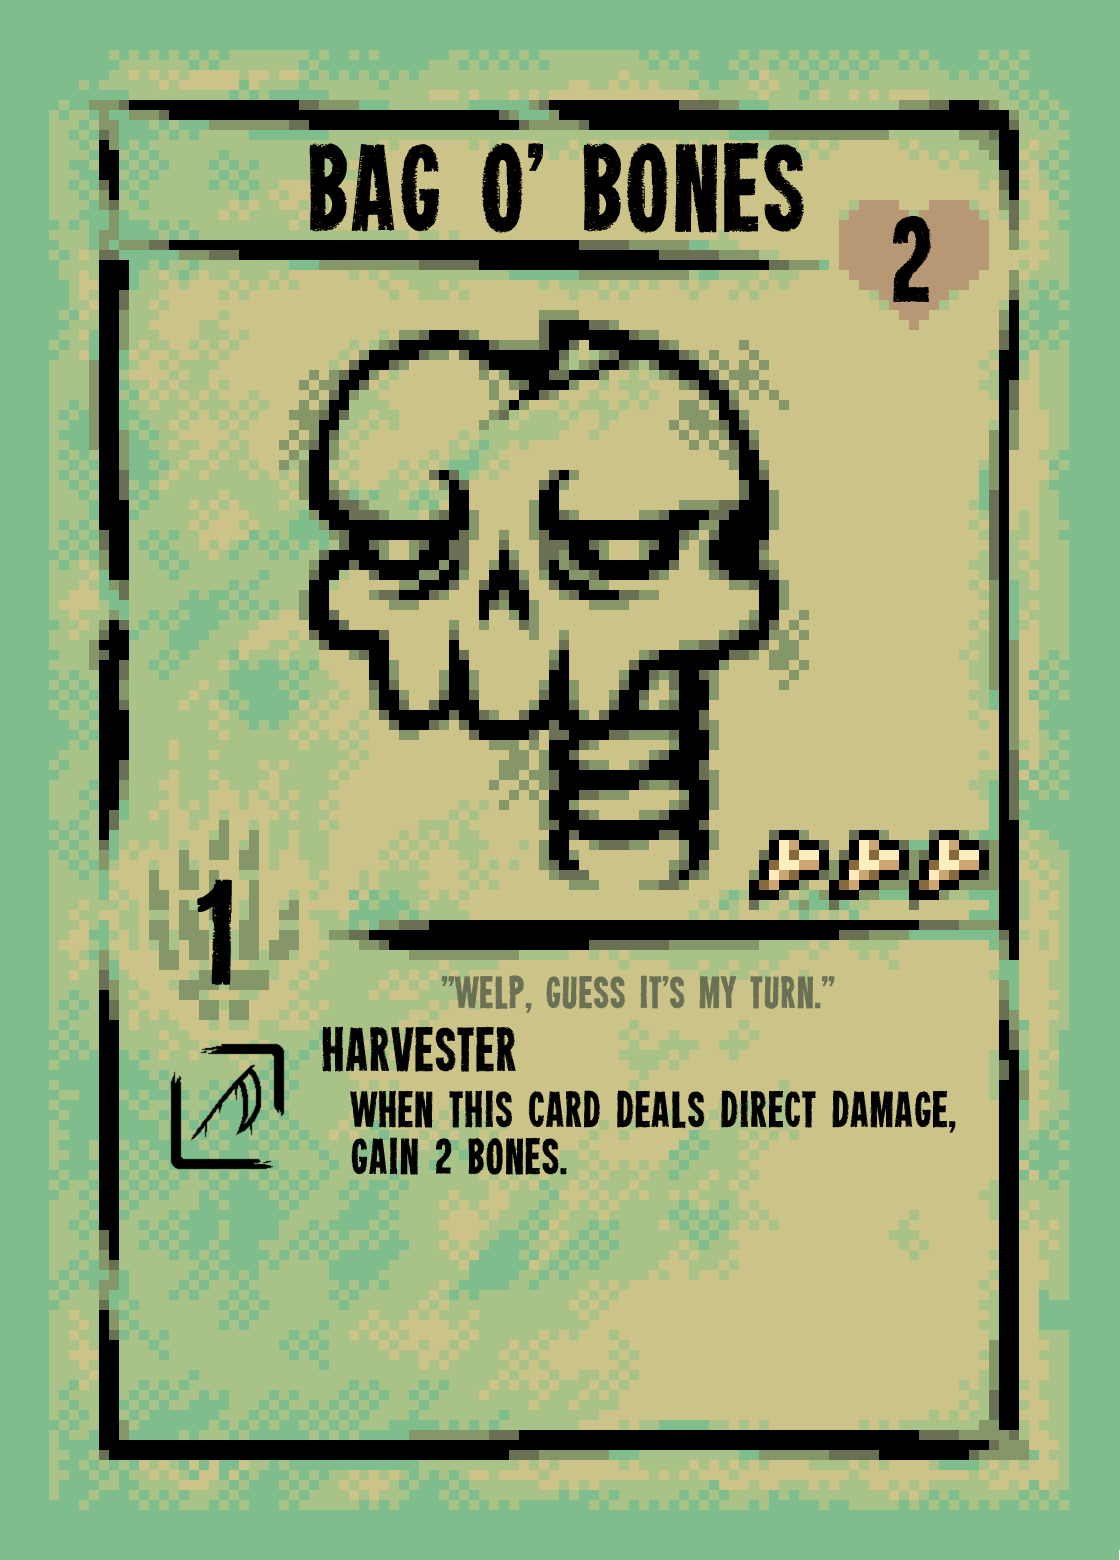 BAG O' BONES
2
1
"WELP, GUESS IT'S MY TURN."
HARVESTER
WHEN THIS CARD DEALS DIRECT DAMAGE,
GAIN 2 BONES.